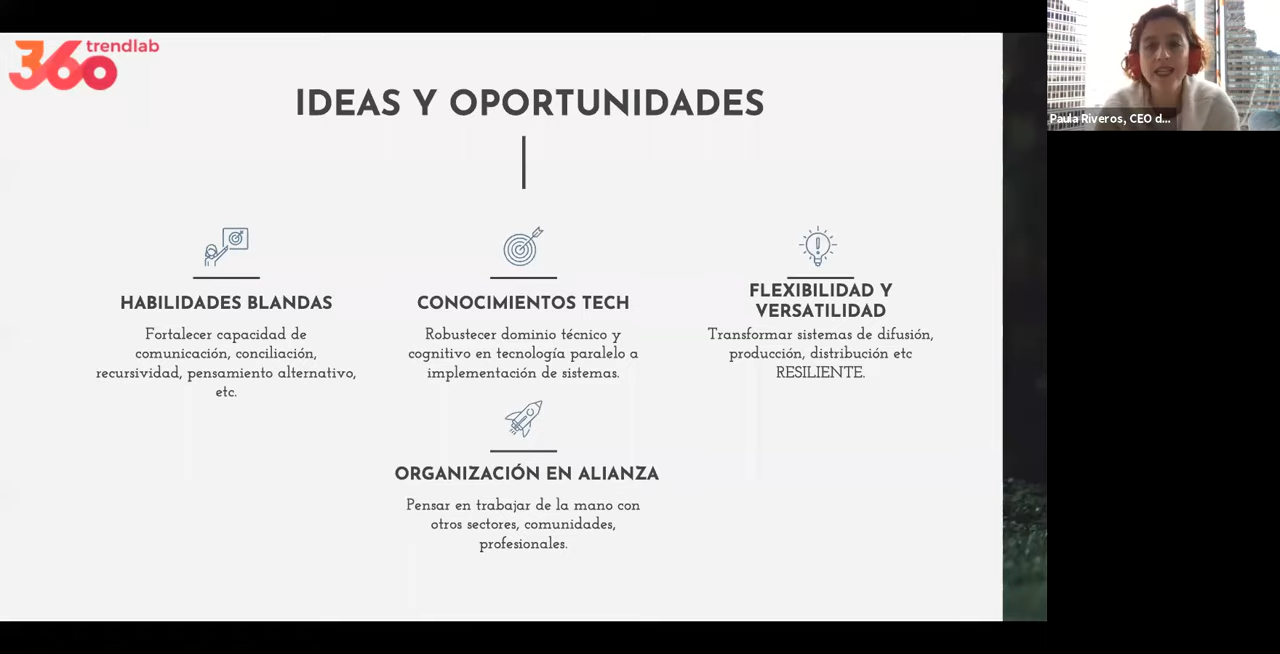 360 trendlab
IDEAS Y OPORTUNIDADES
HABILIDADES BLANDAS
Fortalecer capacidad de
comunicación, conciliación,
recursividad, pensamiento alternativo,
etc.
CONOCIMIENTOS TECH
Robustecer dominio técnico y
cognitivo en tecnología paralelo a
implementación de sistemas.
FLEXIBILIDAD Y
VERSATILIDAD
Transformar sistemas de difusión,
producción, distribución etc
RESILIENTE.
ORGANIZACIÓN EN ALIANZA
Pensar en trabajar de la mano con
otros sectores, comunidades,
profesionales.
Paula Riveros, CEO d...